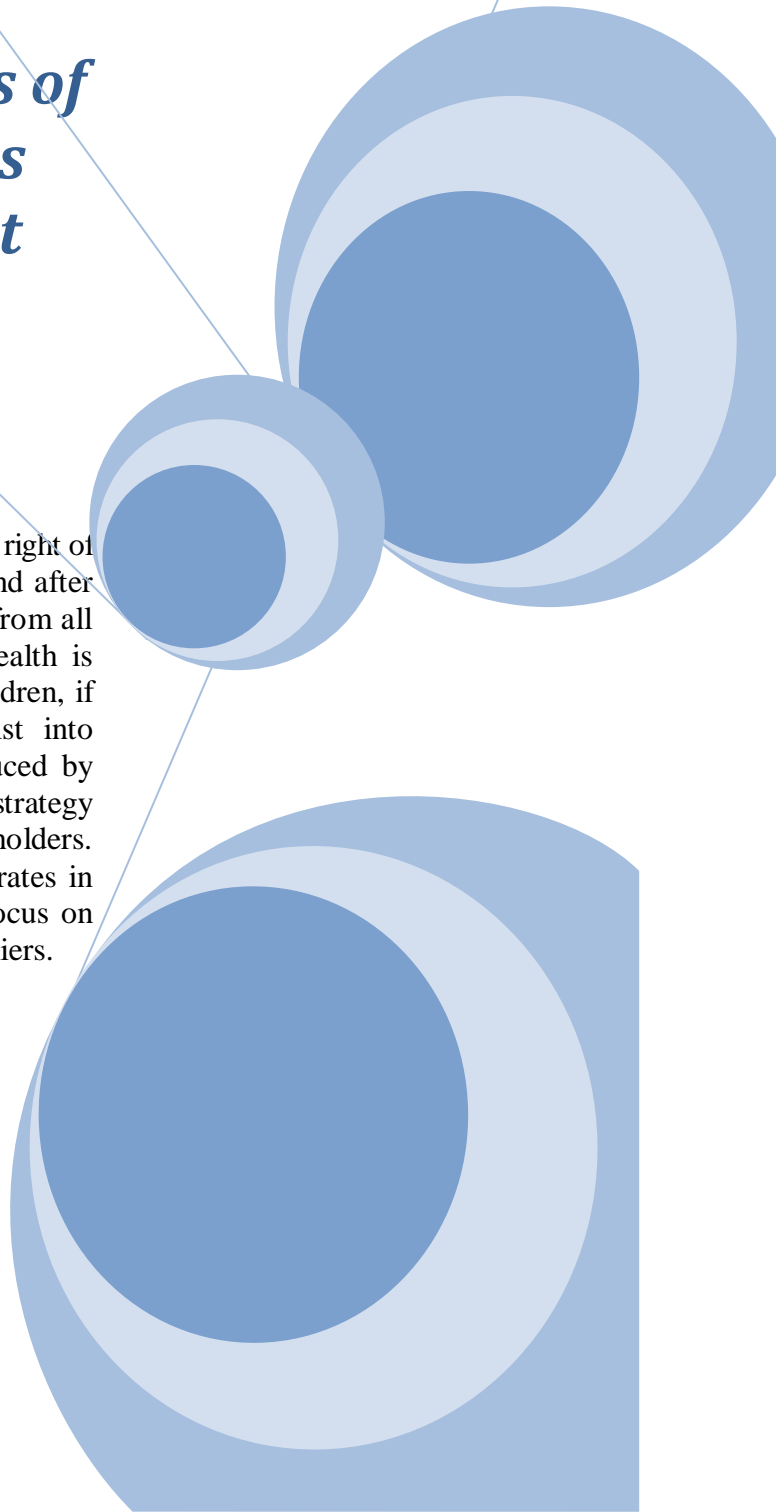 s of
s
t
right of
nd after
from all
ealth is
dren, if
st into
uced by
strategy
holders.
rates in
ocus on
iers.